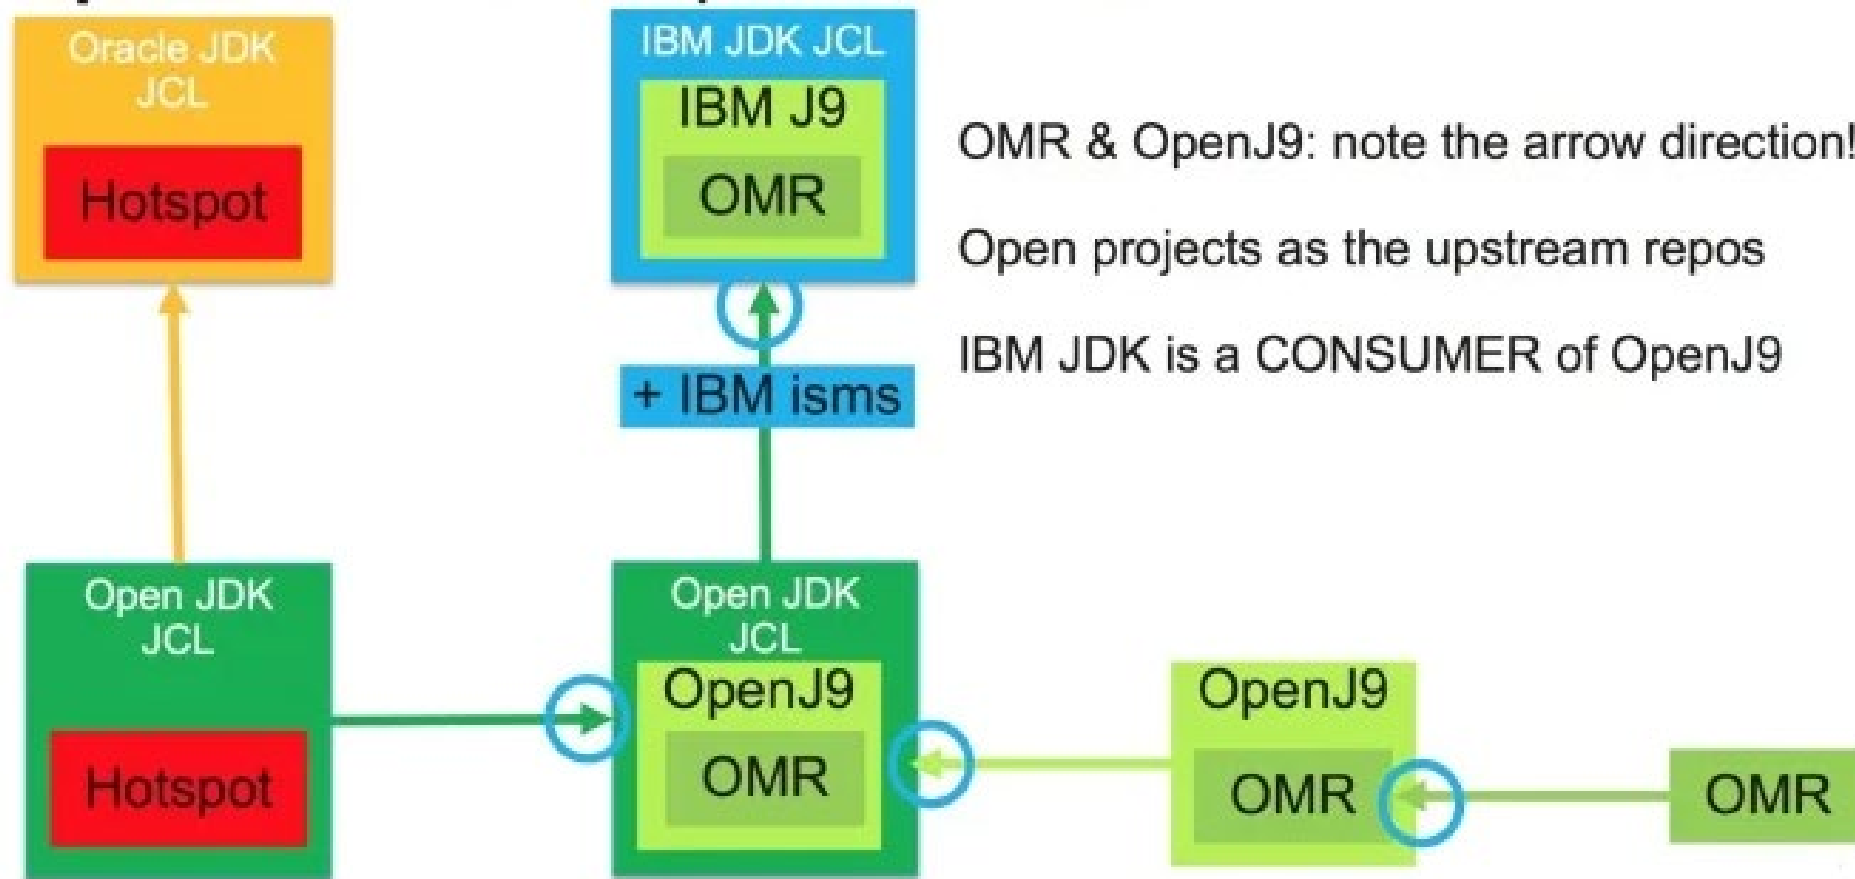 Oracle JDK
JCL
Hotspot
IBM JDK JCL
IBM J9
OMR
OMR & OpenJ9: note the arrow direction!
Open projects as the upstream repos
IBM JDK is a CONSUMER of OpenJ9
+ IBM isms
Open JDK
JCL
Hotspot
Open JDK
JCL
OpenJ9
OMR
OpenJ9
OMR
OMR